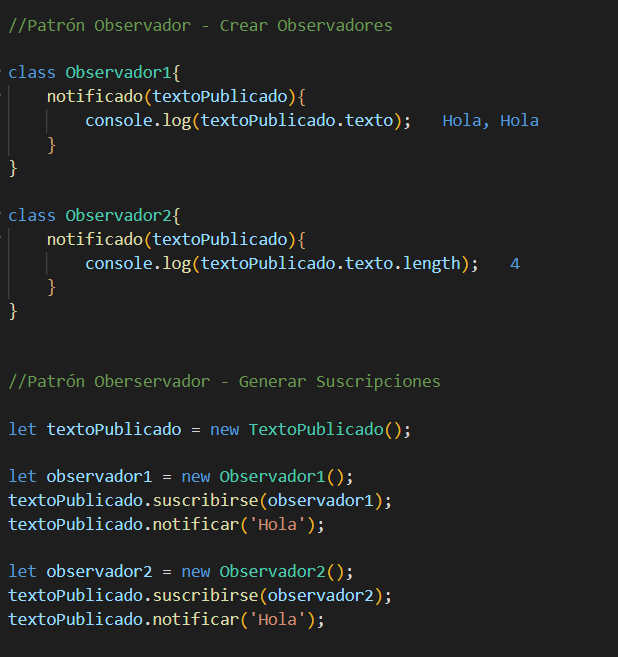 //Patrón Observador - Crear Observadores
class Observador1{
notificado(textoPublicado){
console.log(textoPublicado.texto);   Hola, Hola
}
}
class Observador2{
notificado(textoPublicado){
console.log(textoPublicado.texto.length);   4
}
}
//Patrón Oberservador - Generar Suscripciones
let textoPublicado = new TextoPublicado();
let observador1 = new Observador1();
textoPublicado.suscribirse(observador1);
textoPublicado.notificar('Hola');
let observador2 = new Observador2();
textoPublicado.suscribirse(observador2);
textoPublicado.notificar('Hola');